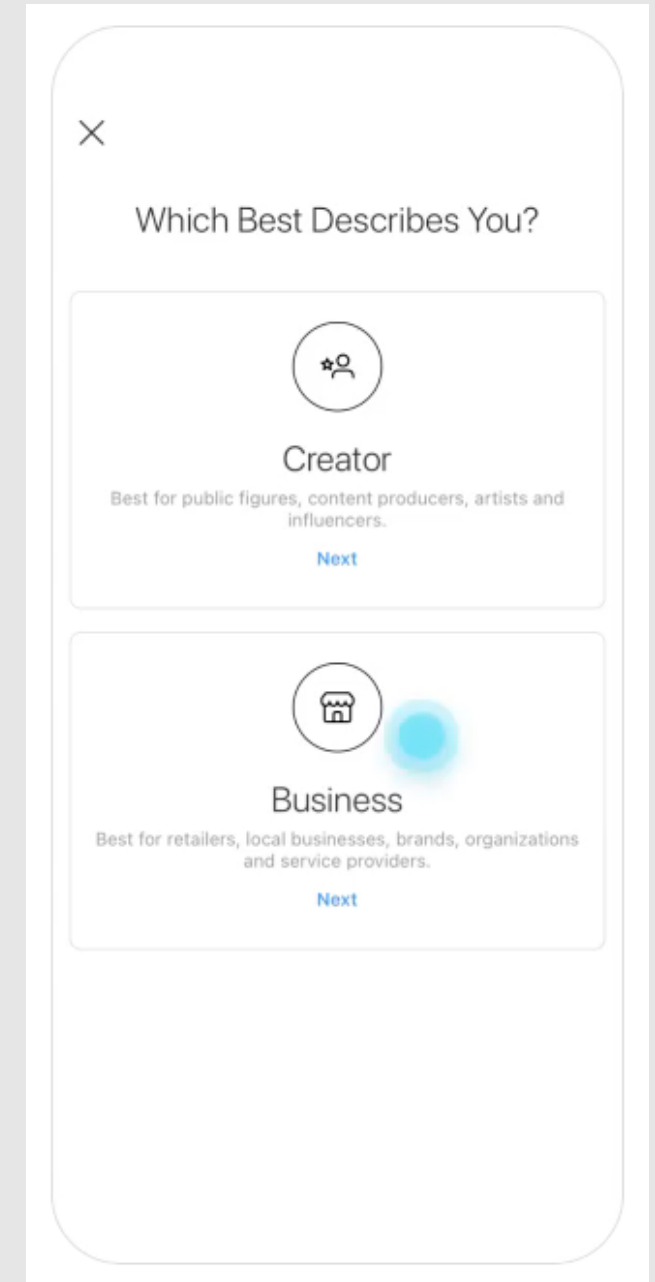 Which Best Describes You?
Creator
Best for public figures, content producers, artists and
influencers.
Next
Business
Best for retailers, local businesses, brands, organizations
and service providers.
Next